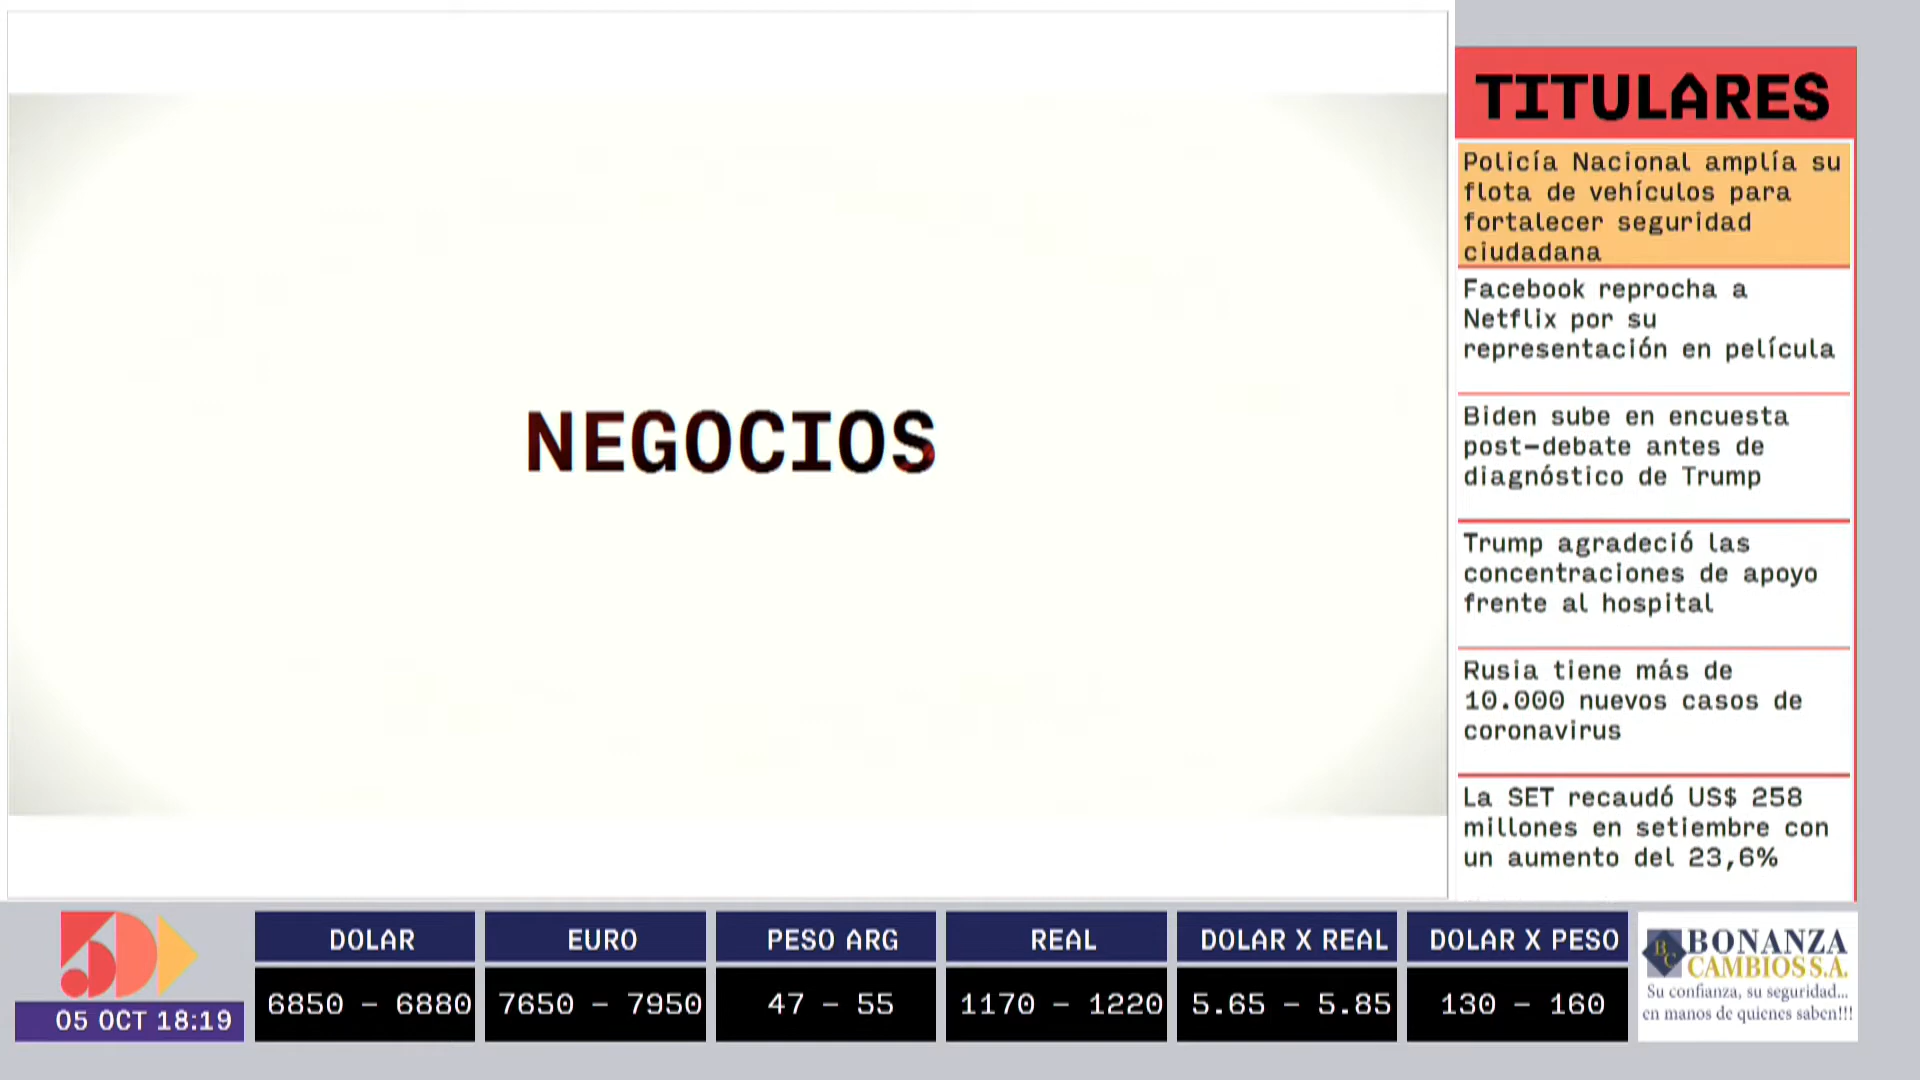 NEGOCIOS
TITULARES
Policía Nacional amplía su
flota de vehículos para
fortalecer seguridad
ciudadana
Facebook reprocha a
Netflix por su
representación en película
Biden sube en encuesta
post-debate antes de
diagnóstico de Trump
Trump agradeció las
concentraciones de apoyo
frente al hospital
Rusia tiene más de
10.000 nuevos casos de
coronavirus
La SET recaudó US$ 258
millones en setiembre con
un aumento del 23,6%
5D
05 OCT 18:19
DOLAR
6850 - 6880
EURO
7650 - 7950
PESO ARG
47 - 55
REAL
1170 - 1220
DOLAR X REAL
5.65 - 5.85
DOLAR X PESO
130 - 160
BC
BONANZA
CAMBIOS S.A.
Su confianza, su seguridad...
en manos de quienes saben!!!